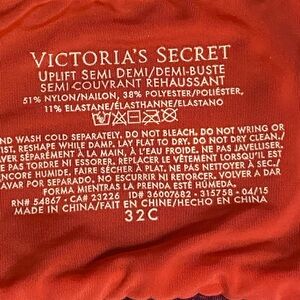 VICTORIA'S SECRET
UPLIFT SEMI DEMI/DEMI-BUSTE
SEMI-COUVRANT REHAUSSANT
51% NYLON/NAILON, 38% POLYESTER/POLIÉSTER,
11% ELASTANE/ÉLASTHANNE/ELASTANO
ND WASH COLD SEPARATELY. DO NOT BLEACH. DO NOT WRING OR
IST, RESHAPE WHILE DAMP. LAY FLAT TO DRY. DO NOT DRY CLEAN./
AVER SÉPARÉMENT À LA MAIN, À L'EAU FROIDE. NE PAS JAVELLISER.
E PAS TORDRE NI ESSORER. REPLACER LE VÊTEMENT LORSQU'IL EST
NCORE HUMIDE, FAIRE SÉCHER À PLAT. NE PAS NETTOYER À SEC./
AVAR POR SEPARADO. NO ESCURRIR NI RETORCER. VOLVER A DAR
FORMA MIENTRAS LA PRENDA ESTÉ HÚMEDA.
RN# 54867 - CA# 23226 ID# 36007682 - 315758 - 04/15
MADE IN CHINA/FAIT EN CHINE/HECHO EN CHINA
32C